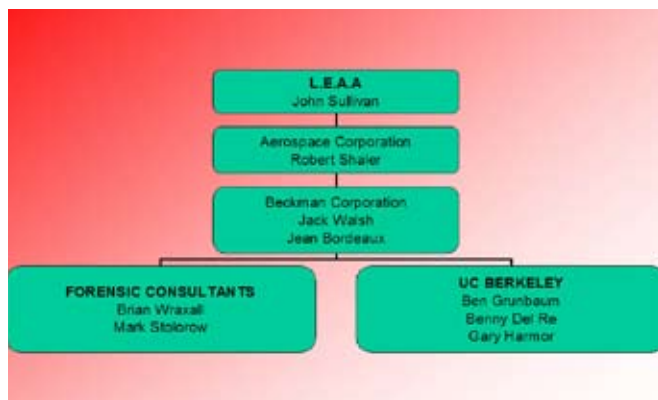 L.E.A.A
John Sullivan
Aerospace Corporation
Robert Shaler
Beckman Corporation
Jack Walsh
Jean Bordeaux
FORENSIC CONSULTANTS
Brian Wraxall
Mark Stolorow
UC BERKELEY
Ben Grunbaum
Benny Del Re
Gary Harmor